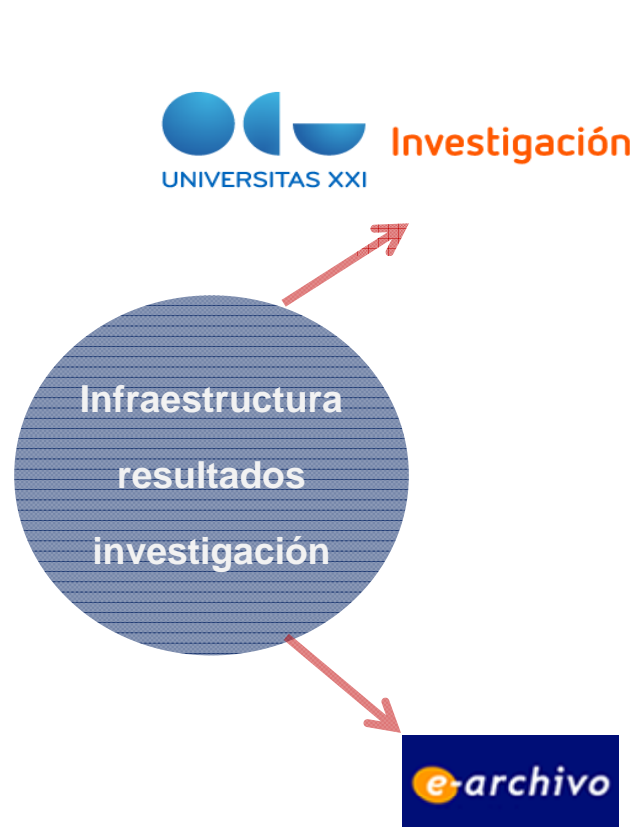 UNIVERSITAS XXI
Investigación
Infraestructura
resultados
investigación
e-archivo